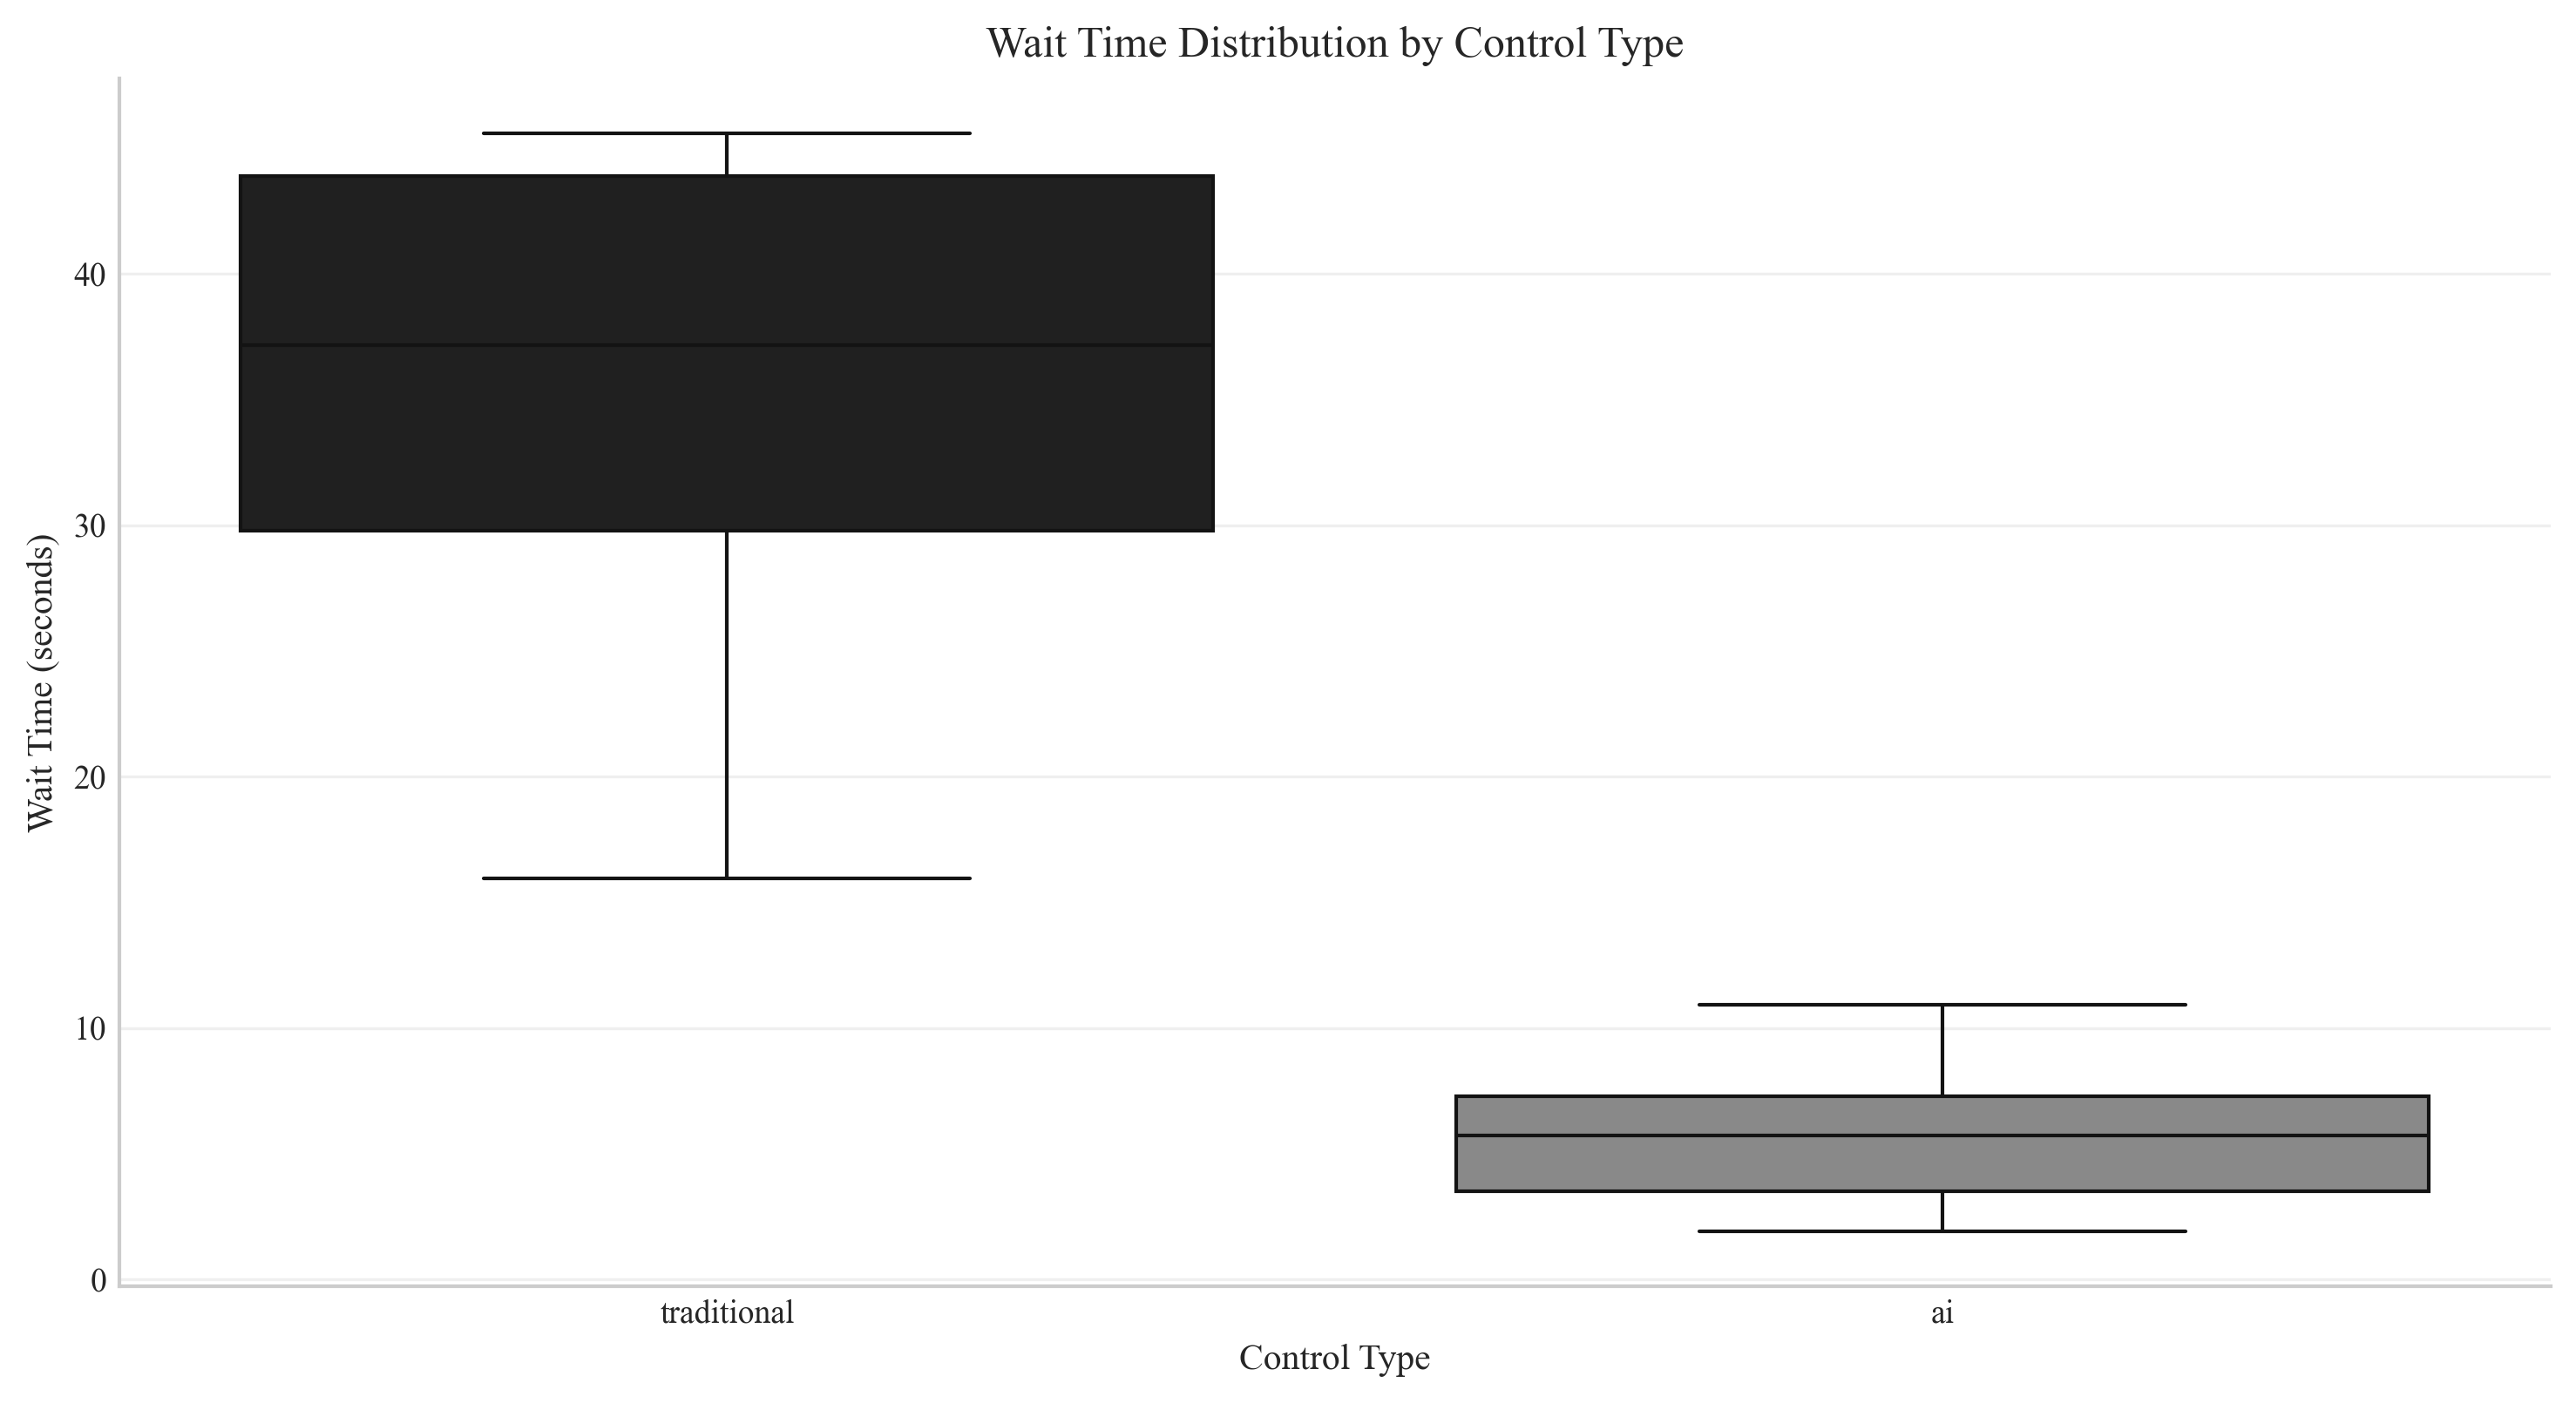 Wait Time Distribution by Control Type
Wait Time (seconds)
40
30
20
10
0
traditional
ai
Control Type